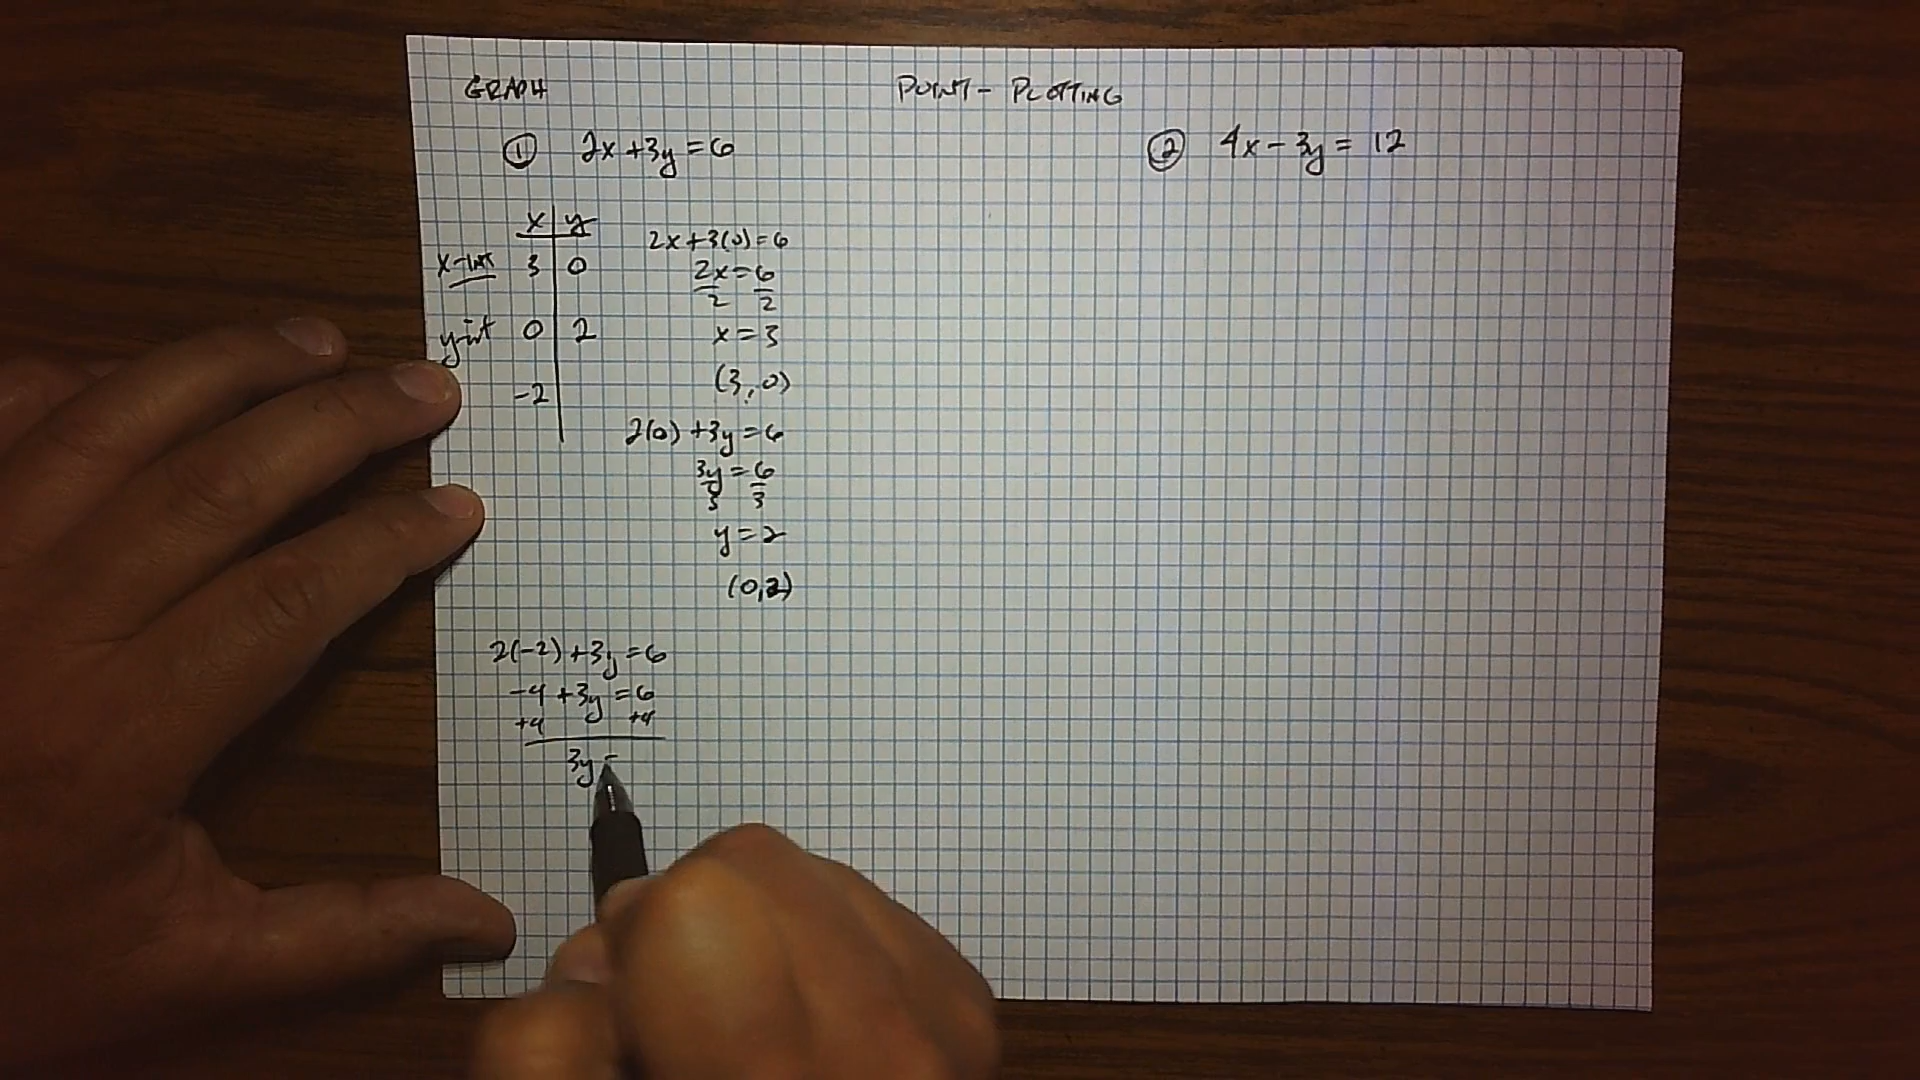 GRAPH
POINT-PLOTTING
① 2x+3y=6
② 4x-3y=12
x y
x-int 3 0
y-int 0 2
-2
2x+3(0)=6
2x=6
2 2
x=3
(3,0)
2(0)+3y=6
3y=6
3 3
y=2
(0,2)
2(-2)+3y=6
-4+3y=6
+4 +4
3y=